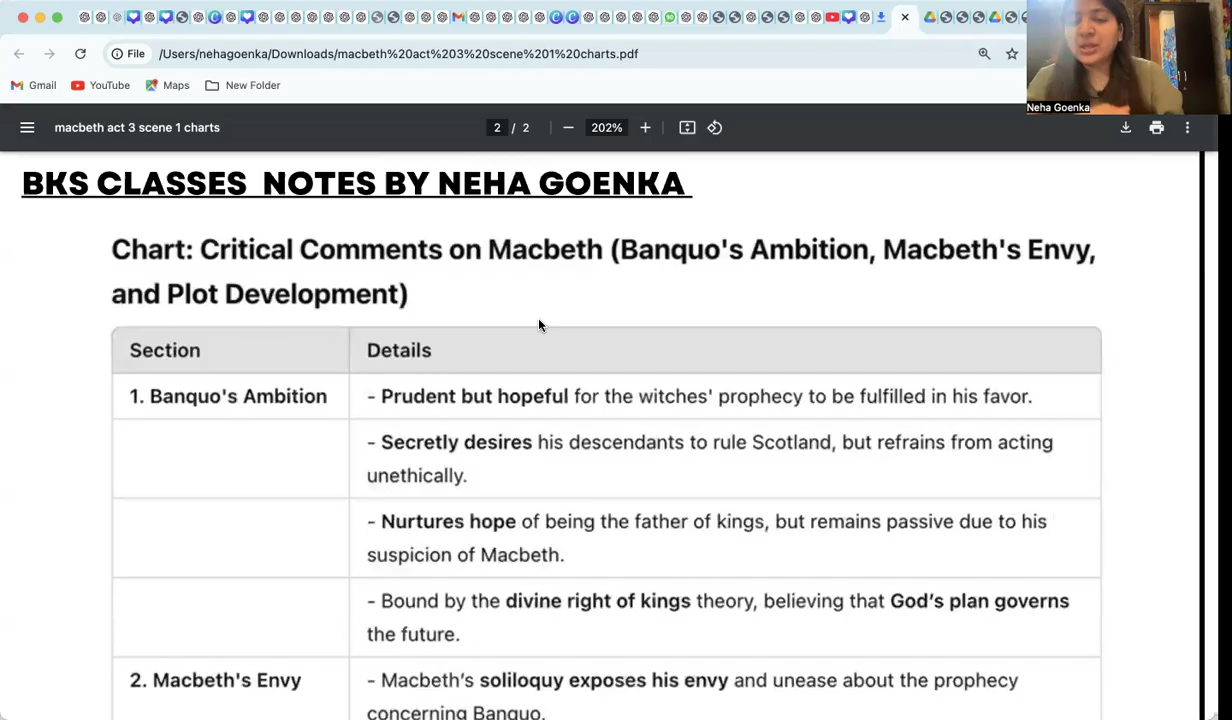 File
/Users/nehagoenka/Downloads/macbeth%20act%203%20scene%201%20charts.pdf
Gmail
YouTube
Maps
New Folder
Neha Goenka
macbeth act 3 scene 1 charts
2 / 2
202%
BKS CLASSES NOTES BY NEHA GOENKA
Chart: Critical Comments on Macbeth (Banquo's Ambition, Macbeth's Envy,
and Plot Development)
Section
Details
1. Banquo's Ambition
- Prudent but hopeful for the witches' prophecy to be fulfilled in his favor.
- Secretly desires his descendants to rule Scotland, but refrains from acting
unethically.
- Nurtures hope of being the father of kings, but remains passive due to his
suspicion of Macbeth.
- Bound by the divine right of kings theory, believing that God’s plan governs
the future.
2. Macbeth's Envy
- Macbeth’s soliloquy exposes his envy and unease about the prophecy
concerning Banquo.